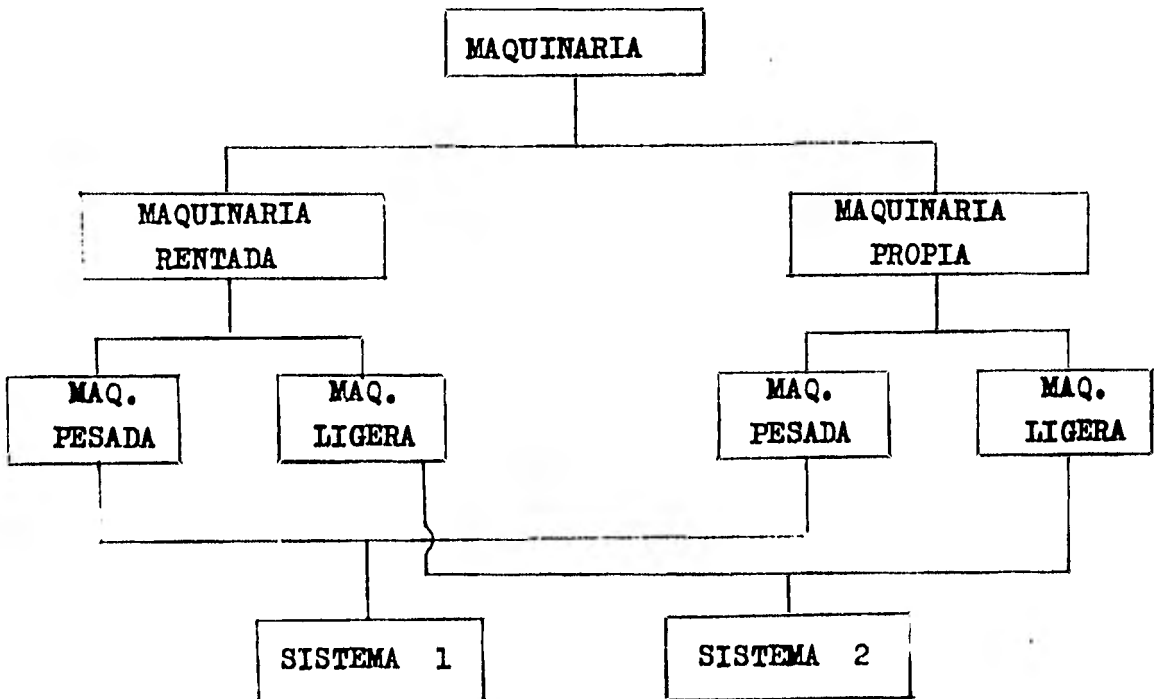 MAQUINARIA
MAQUINARIA
RENTADA
MAQUINARIA
PROPIA
MAQ.
PESADA
MAQ.
LIGERA
MAQ.
PESADA
MAQ.
LIGERA
SISTEMA 1
SISTEMA 2